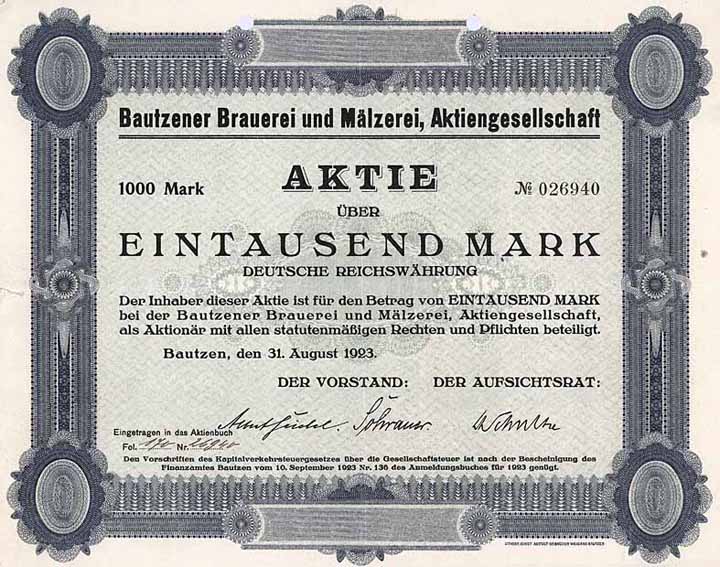 Bautzener Brauerei und Mälzerei, Aktiengesellschaft
1000 Mark AKTIE № 026940
ÜBER
EINTAUSEND MARK
DEUTSCHE REICHSWÄHRUNG
Der Inhaber dieser Aktie ist für den Betrag von EINTAUSEND MARK
bei der Bautzener Brauerei und Mälzerei, Aktiengesellschaft,
als Aktionär mit allen statutenmäßigen Rechten und Pflichten beteiligt.
Bautzen, den 31. August 1923.
DER VORSTAND: DER AUFSICHTSRAT:
Eingetragen in das Aktienbuch
Fol. 170 Nr. 26940
Den Vorschriften des Kapitalverkehrsteuergesetzes über die Gesellschaftsteuer ist nach der Bescheinigung des
Finanzamtes Bautzen vom 10. September 1923 Nr. 136 des Anmeldungsbuches für 1923 genügt.